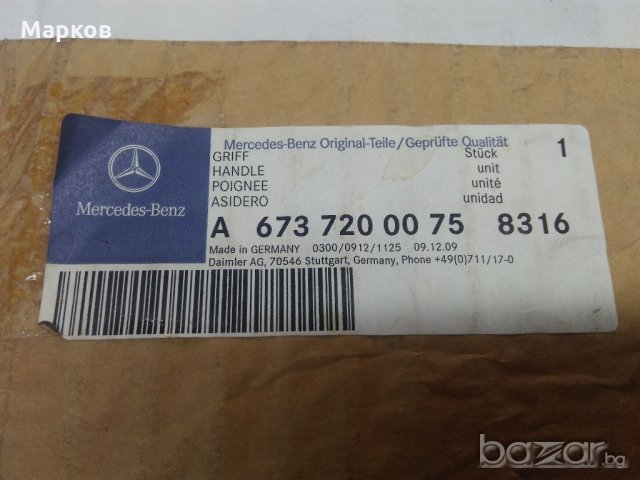 Марков
Mercedes-Benz Original-Teile/Geprüfte Qualität
GRIFF Stück 1
HANDLE unit
POIGNEE unité
ASIDERO unidad
Mercedes-Benz
A 673 720 00 75 8316
Made in GERMANY 0300/0912/1125 09.12.09
Daimler AG, 70546 Stuttgart, Germany, Phone +49(0)711/17-0
bazar.bg